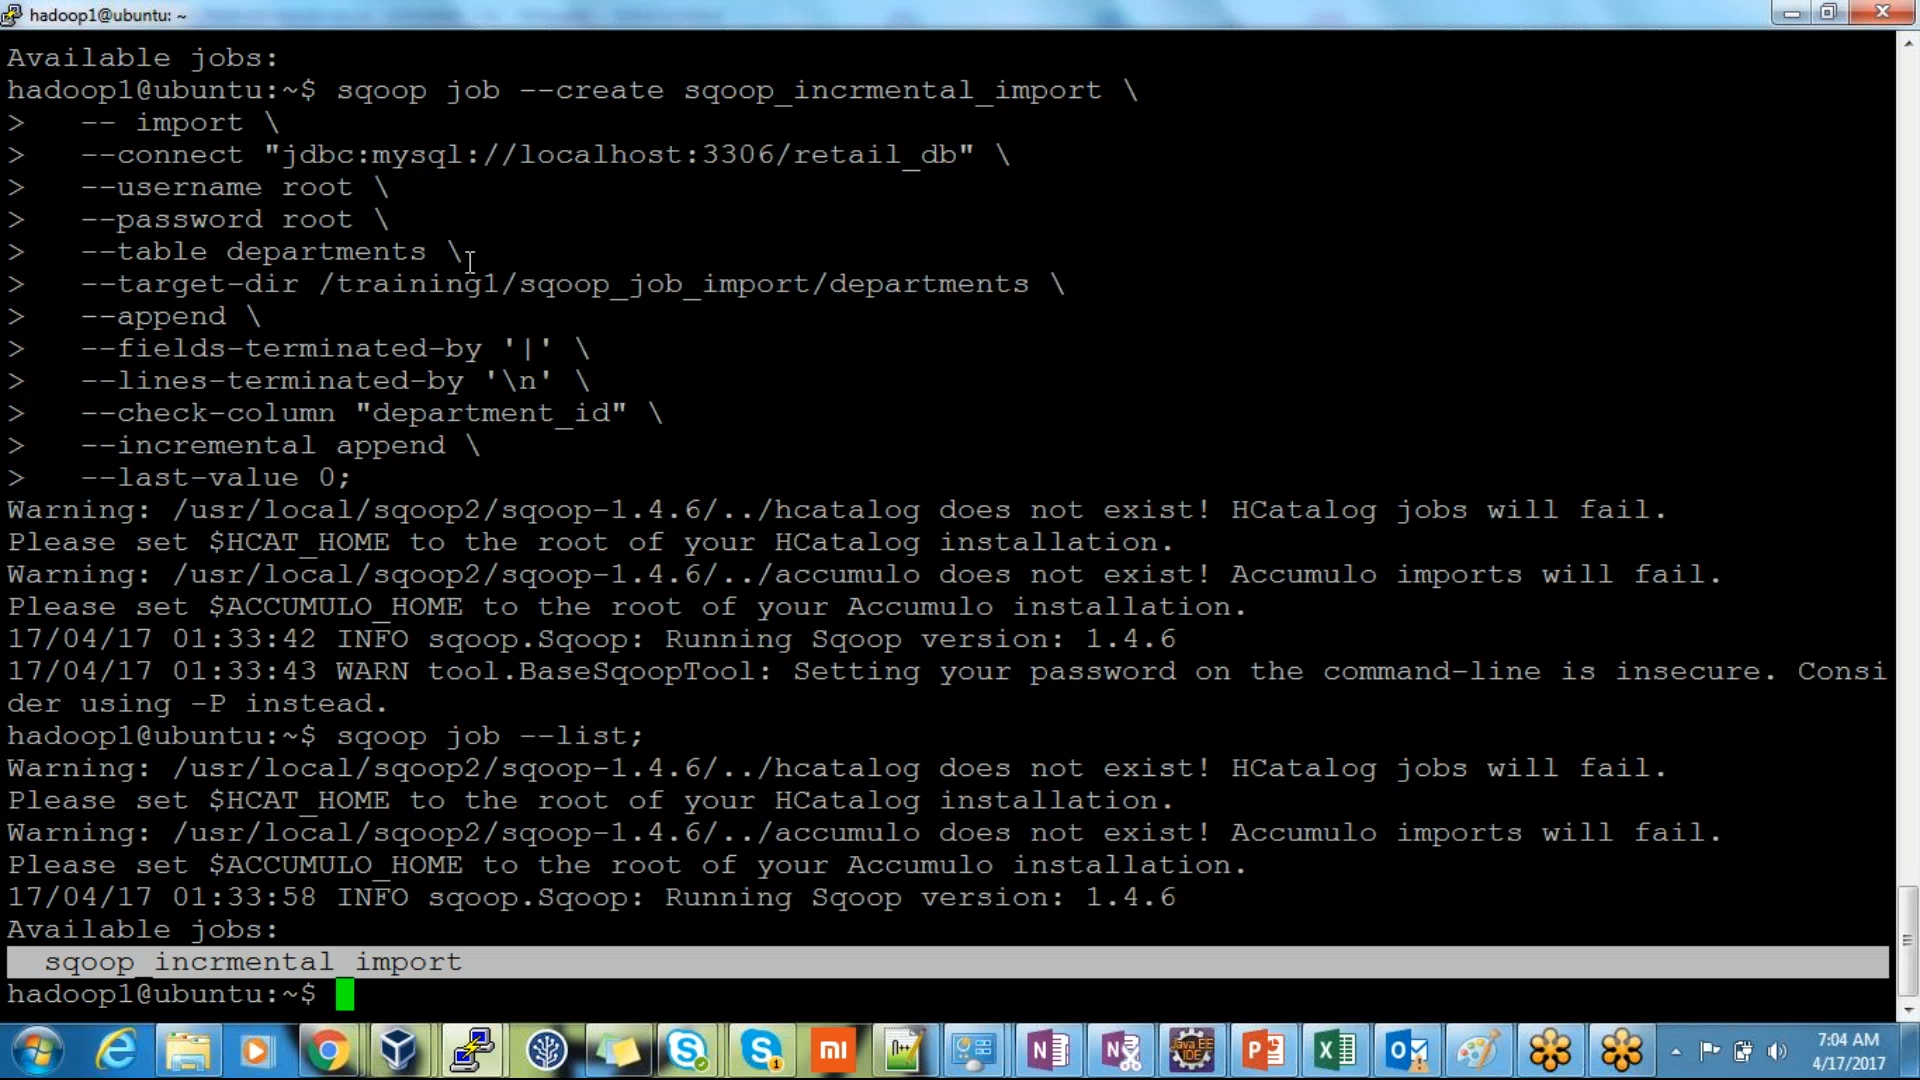 hadoop1@ubuntu: ~
Available jobs:
hadoop1@ubuntu:~$ sqoop job --create sqoop_incrmental_import \
>   -- import \
>   --connect "jdbc:mysql://localhost:3306/retail_db" \
>   --username root \
>   --password root \
>   --table departments \
>   --target-dir /training1/sqoop_job_import/departments \
>   --append \
>   --fields-terminated-by '|' \
>   --lines-terminated-by '\n' \
>   --check-column "department_id" \
>   --incremental append \
>   --last-value 0;
Warning: /usr/local/sqoop2/sqoop-1.4.6/../hcatalog does not exist! HCatalog jobs will fail.
Please set $HCAT_HOME to the root of your HCatalog installation.
Warning: /usr/local/sqoop2/sqoop-1.4.6/../accumulo does not exist! Accumulo imports will fail.
Please set $ACCUMULO_HOME to the root of your Accumulo installation.
17/04/17 01:33:42 INFO sqoop.Sqoop: Running Sqoop version: 1.4.6
17/04/17 01:33:43 WARN tool.BaseSqoopTool: Setting your password on the command-line is insecure. Consi
der using -P instead.
hadoop1@ubuntu:~$ sqoop job --list;
Warning: /usr/local/sqoop2/sqoop-1.4.6/../hcatalog does not exist! HCatalog jobs will fail.
Please set $HCAT_HOME to the root of your HCatalog installation.
Warning: /usr/local/sqoop2/sqoop-1.4.6/../accumulo does not exist! Accumulo imports will fail.
Please set $ACCUMULO_HOME to the root of your Accumulo installation.
17/04/17 01:33:58 INFO sqoop.Sqoop: Running Sqoop version: 1.4.6
Available jobs:
  sqoop_incrmental_import
hadoop1@ubuntu:~$
mi
Java EE
IDE
7:04 AM
4/17/2017